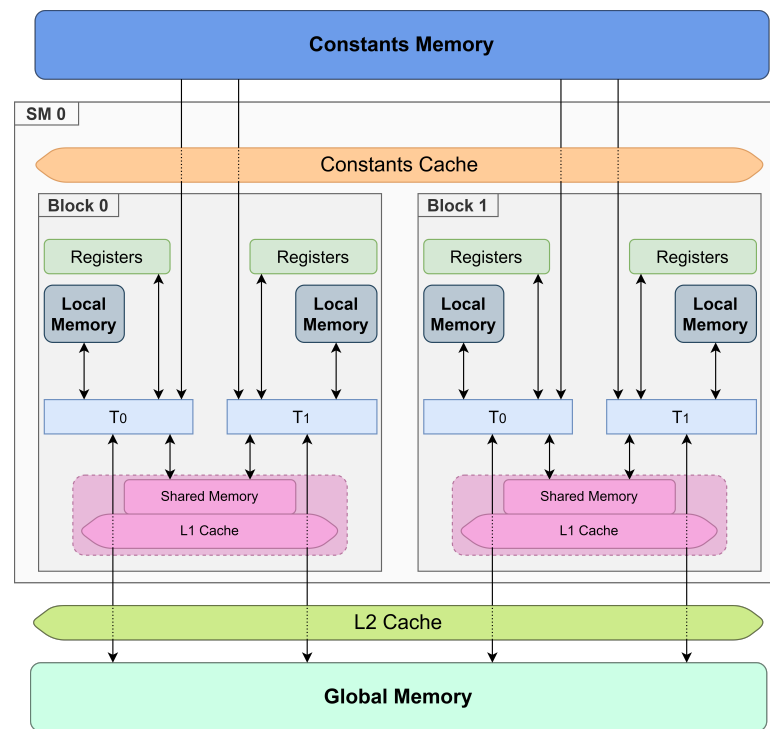 Constants Memory
SM 0
Constants Cache
Block 0
Block 1
Registers
Registers
Registers
Registers
Local
Memory
Local
Memory
Local
Memory
Local
Memory
T0
T1
T0
T1
Shared Memory
Shared Memory
L1 Cache
L1 Cache
L2 Cache
Global Memory